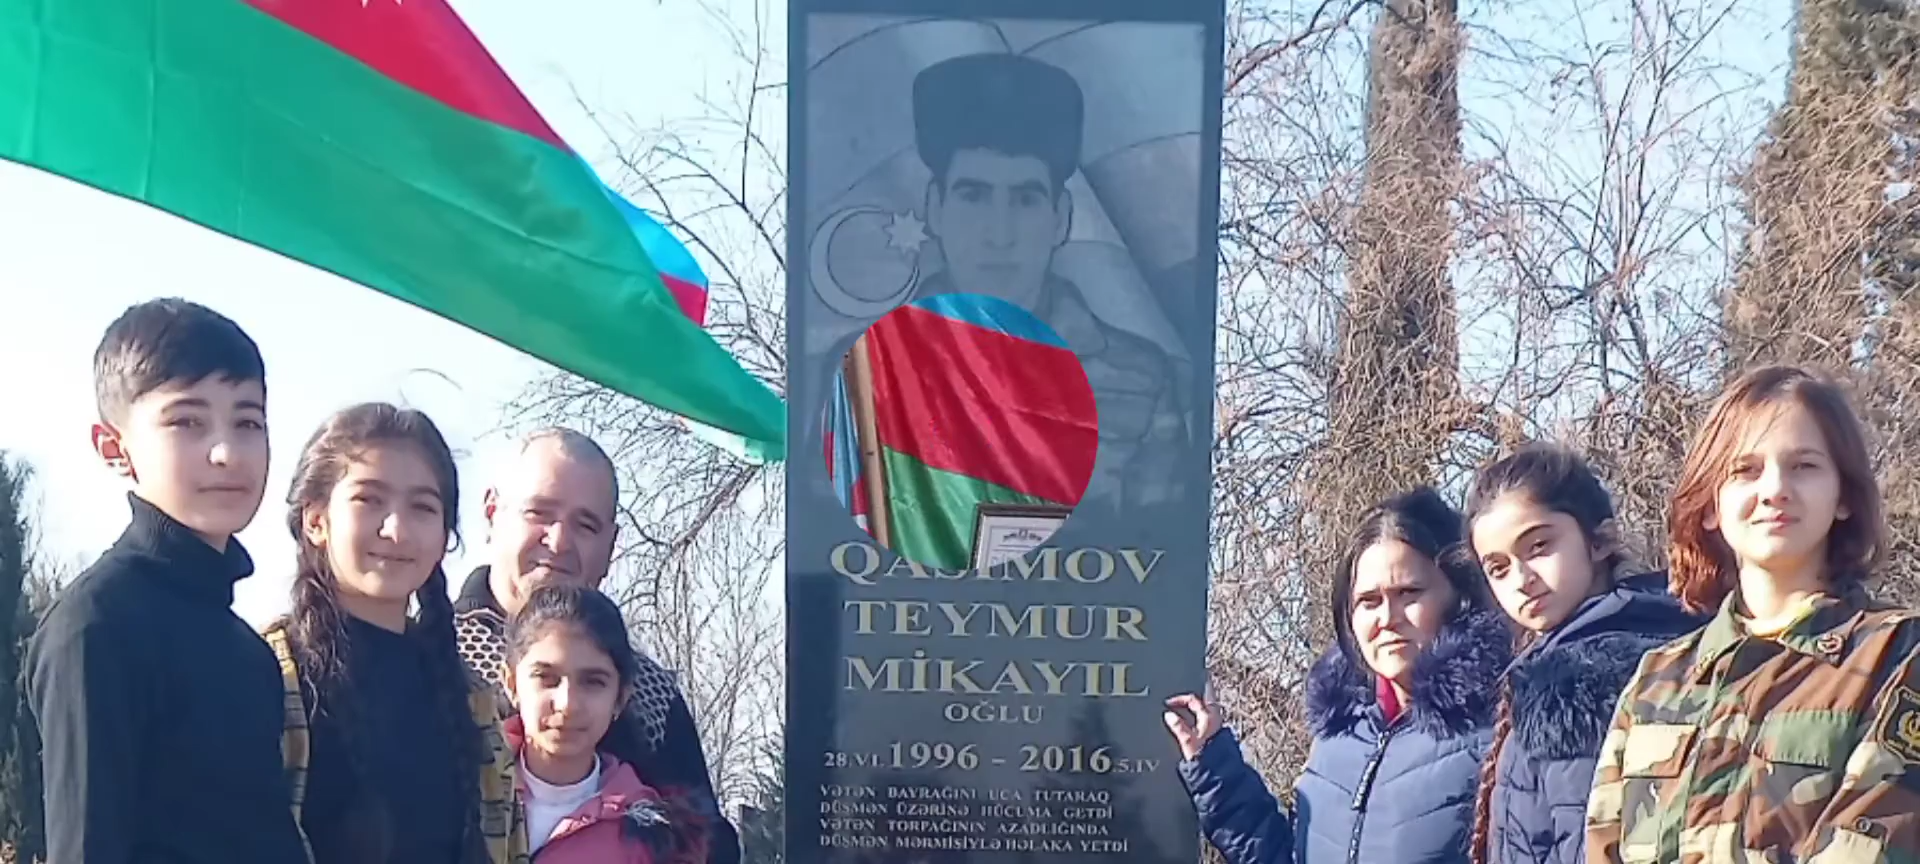 QASIMOV
TEYMUR
MİKAYIL
OĞLU
28.VI.1996 - 2016.5.IV
VƏTƏN BAYRAĞINI UCA TUTARAQ
DÜŞMƏN ÜZƏRİNƏ HÜCUMA GETDİ
VƏTƏN TORPAĞININ AZADLIĞINDA
DÜŞMƏN MƏRMİSİYLƏ HƏLAKA YETDİ